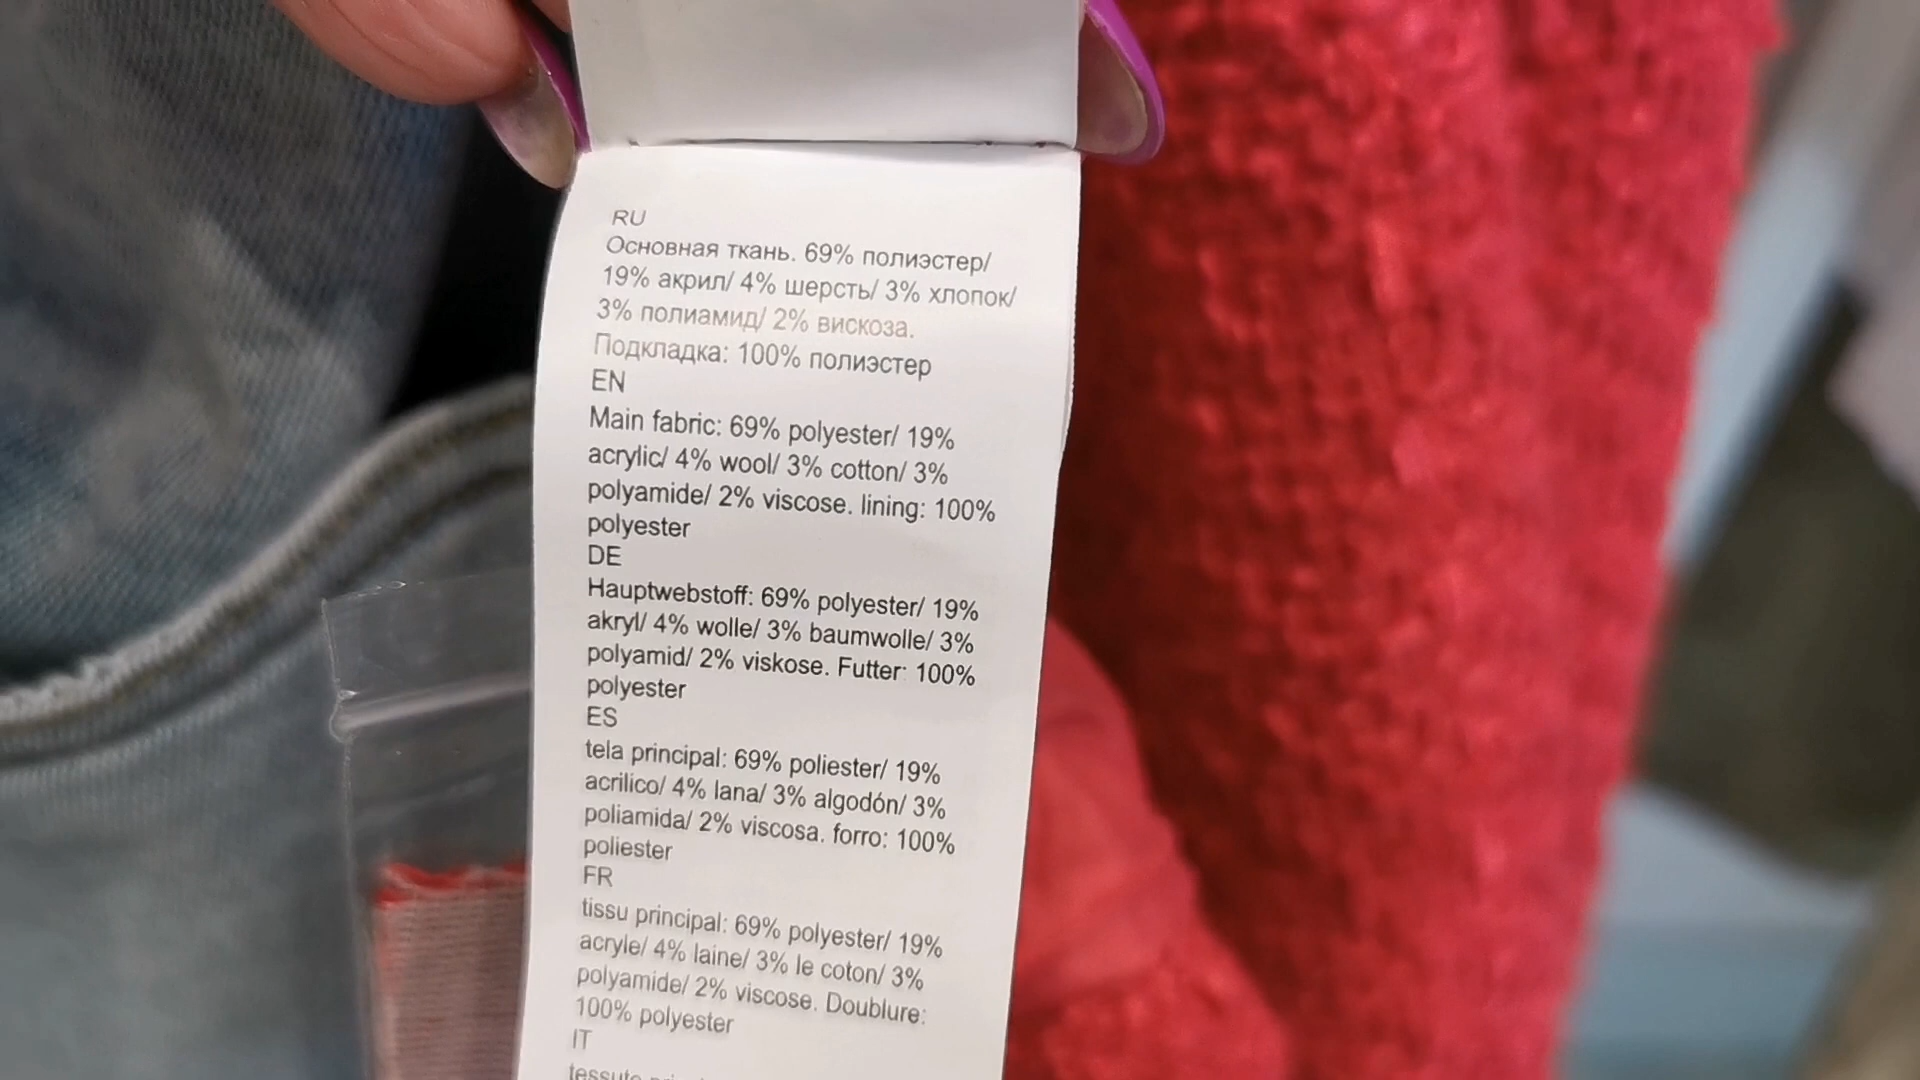 RU
Основная ткань. 69% полиэстер/
19% акрил/ 4% шерсть/ 3% хлопок/
3% полиамид/ 2% вискоза.
Подкладка: 100% полиэстер
EN
Main fabric: 69% polyester/ 19%
acrylic/ 4% wool/ 3% cotton/ 3%
polyamide/ 2% viscose. lining: 100%
polyester
DE
Hauptwebstoff: 69% polyester/ 19%
akryl/ 4% wolle/ 3% baumwolle/ 3%
polyamid/ 2% viskose. Futter: 100%
polyester
ES
tela principal: 69% poliester/ 19%
acrilico/ 4% lana/ 3% algodón/ 3%
poliamida/ 2% viscosa. forro: 100%
poliester
FR
tissu principal: 69% polyester/ 19%
acryle/ 4% laine/ 3% le coton/ 3%
polyamide/ 2% viscose. Doublure:
100% polyester
IT